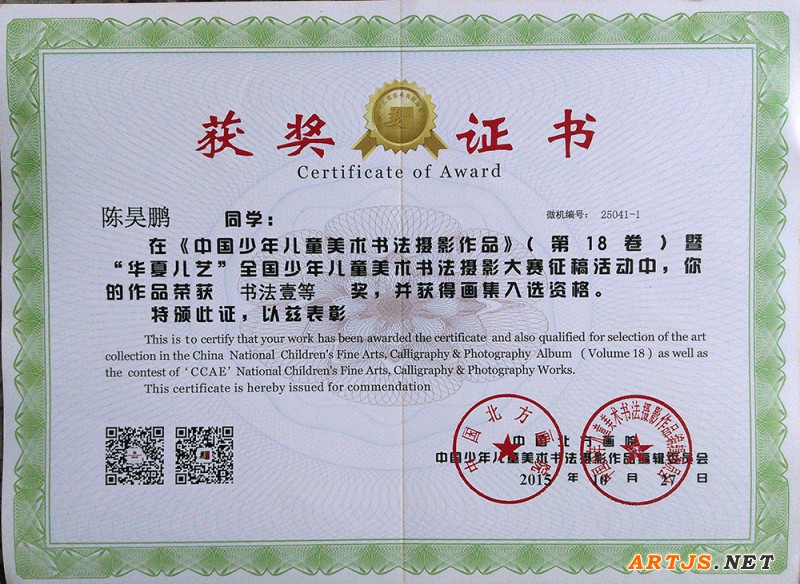 获奖证书
Certificate of Award
陈昊鹏 同学: 微机编号: 25041-1
在《中国少年儿童美术书法摄影作品》(第18卷)暨
“华夏儿艺”全国少年儿童美术书法摄影大赛征稿活动中,你
的作品荣获 书法壹等 奖,并获得画集入选资格。
特颁此证,以兹表彰
This is to certify that your work has been awarded the certificate and also qualified for selection of the art
collection in the China National Children's Fine Arts, Calligraphy & Photography Album (Volume 18) as well as
the contest of ‘CCAE’ National Children's Fine Arts, Calligraphy & Photography Works.
This certificate is hereby issued for commendation
中国北方画院
中国北方画院
中国少年儿童美术书法摄影作品编辑委员会
2015 年 10 月 27 日
ARTJS.NET